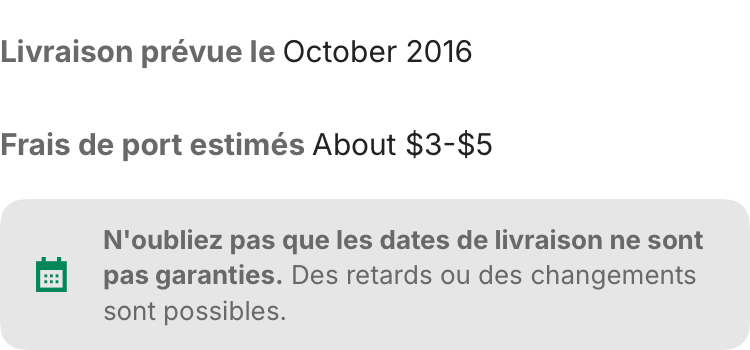 Livraison prévue le October 2016
Frais de port estimés About $3-$5
N'oubliez pas que les dates de livraison ne sont
pas garanties. Des retards ou des changements
sont possibles.